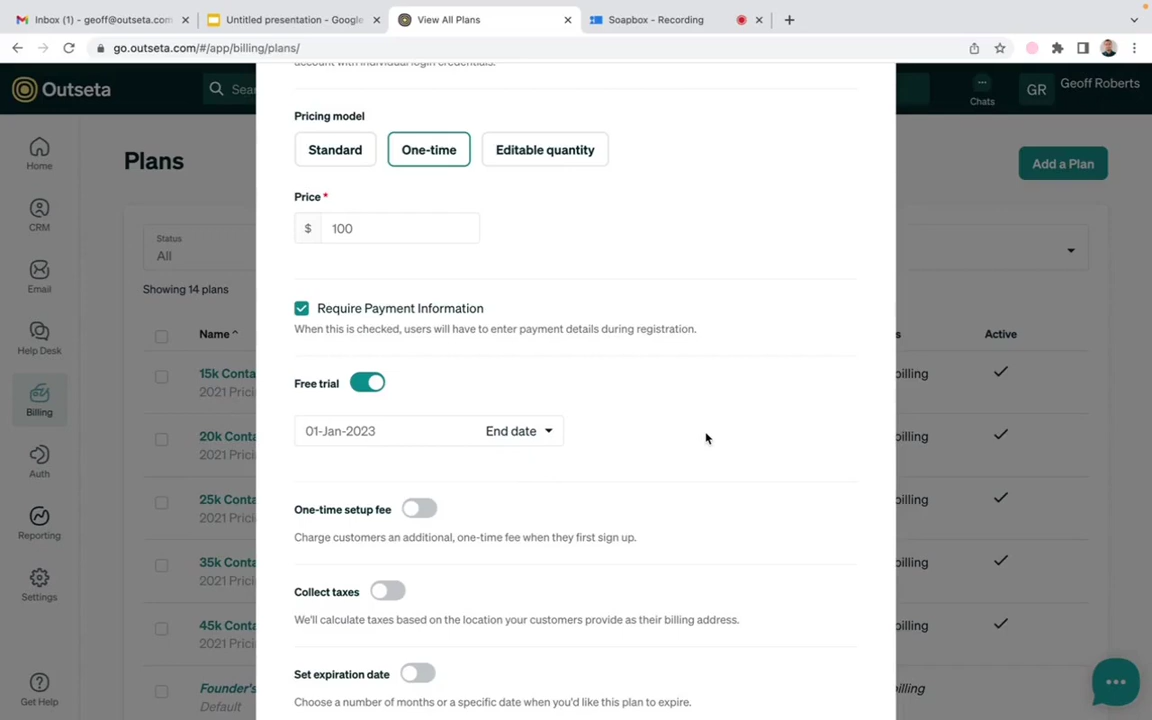 Inbox (1) - geoff@outseta.com
Untitled presentation - Google
View All Plans
Soapbox - Recording
go.outseta.com/#/app/billing/plans/
Outseta
Sea
Chats
GR
Geoff Roberts
account with individual login credentials.
Home
CRM
Email
Help Desk
Billing
Auth
Reporting
Settings
Get Help
Plans
Add a Plan
Status
All
Showing 14 plans
Name
Active
15k Conta
2021 Prici
billing
20k Conta
2021 Prici
billing
25k Conta
2021 Prici
billing
35k Conta
2021 Prici
billing
45k Conta
2021 Prici
billing
Founder's
Default
billing
Pricing model
Standard
One-time
Editable quantity
Price *
$ 100
Require Payment Information
When this is checked, users will have to enter payment details during registration.
Free trial
01-Jan-2023
End date
One-time setup fee
Charge customers an additional, one-time fee when they first sign up.
Collect taxes
We'll calculate taxes based on the location your customers provide as their billing address.
Set expiration date
Choose a number of months or a specific date when you'd like this plan to expire.